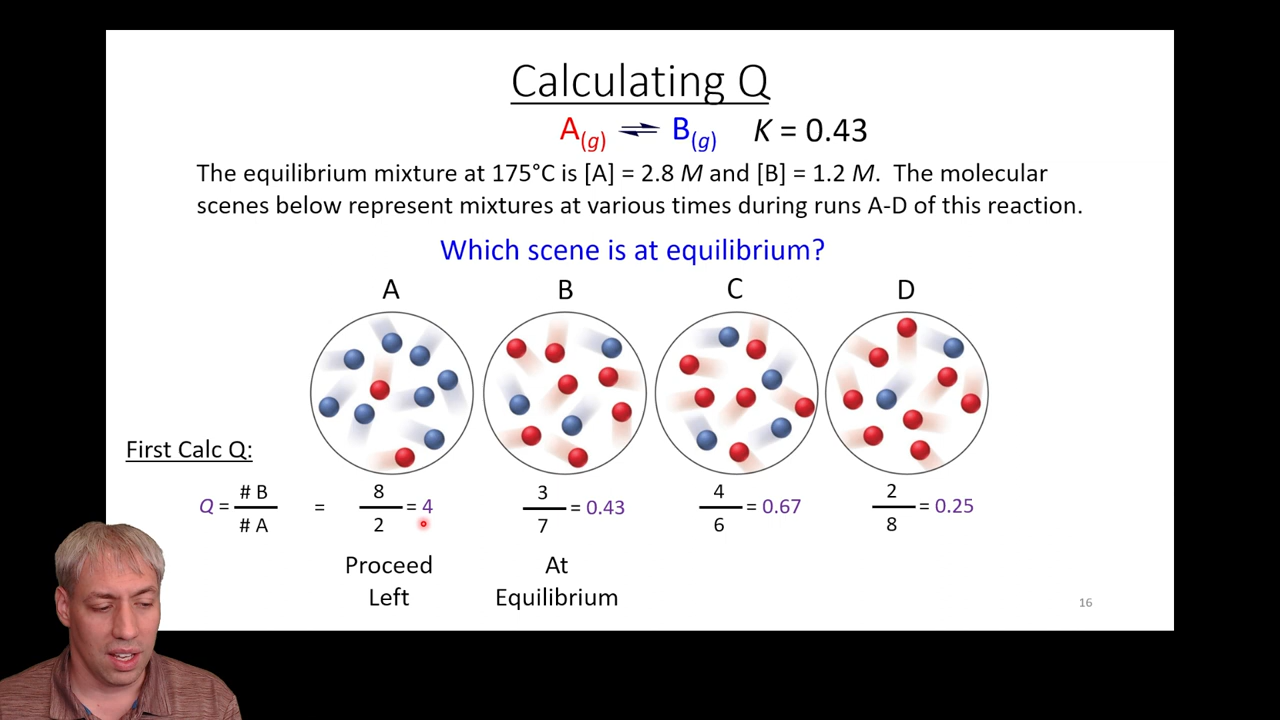 Calculating Q
A(g) ⇌ B(g) K = 0.43
The equilibrium mixture at 175°C is [A] = 2.8 M and [B] = 1.2 M. The molecular
scenes below represent mixtures at various times during runs A-D of this reaction.
Which scene is at equilibrium?
A B C D
First Calc Q:
Q = # B / # A = 8 / 2 = 4 3 / 7 = 0.43 4 / 6 = 0.67 2 / 8 = 0.25
Proceed
Left
At
Equilibrium
16